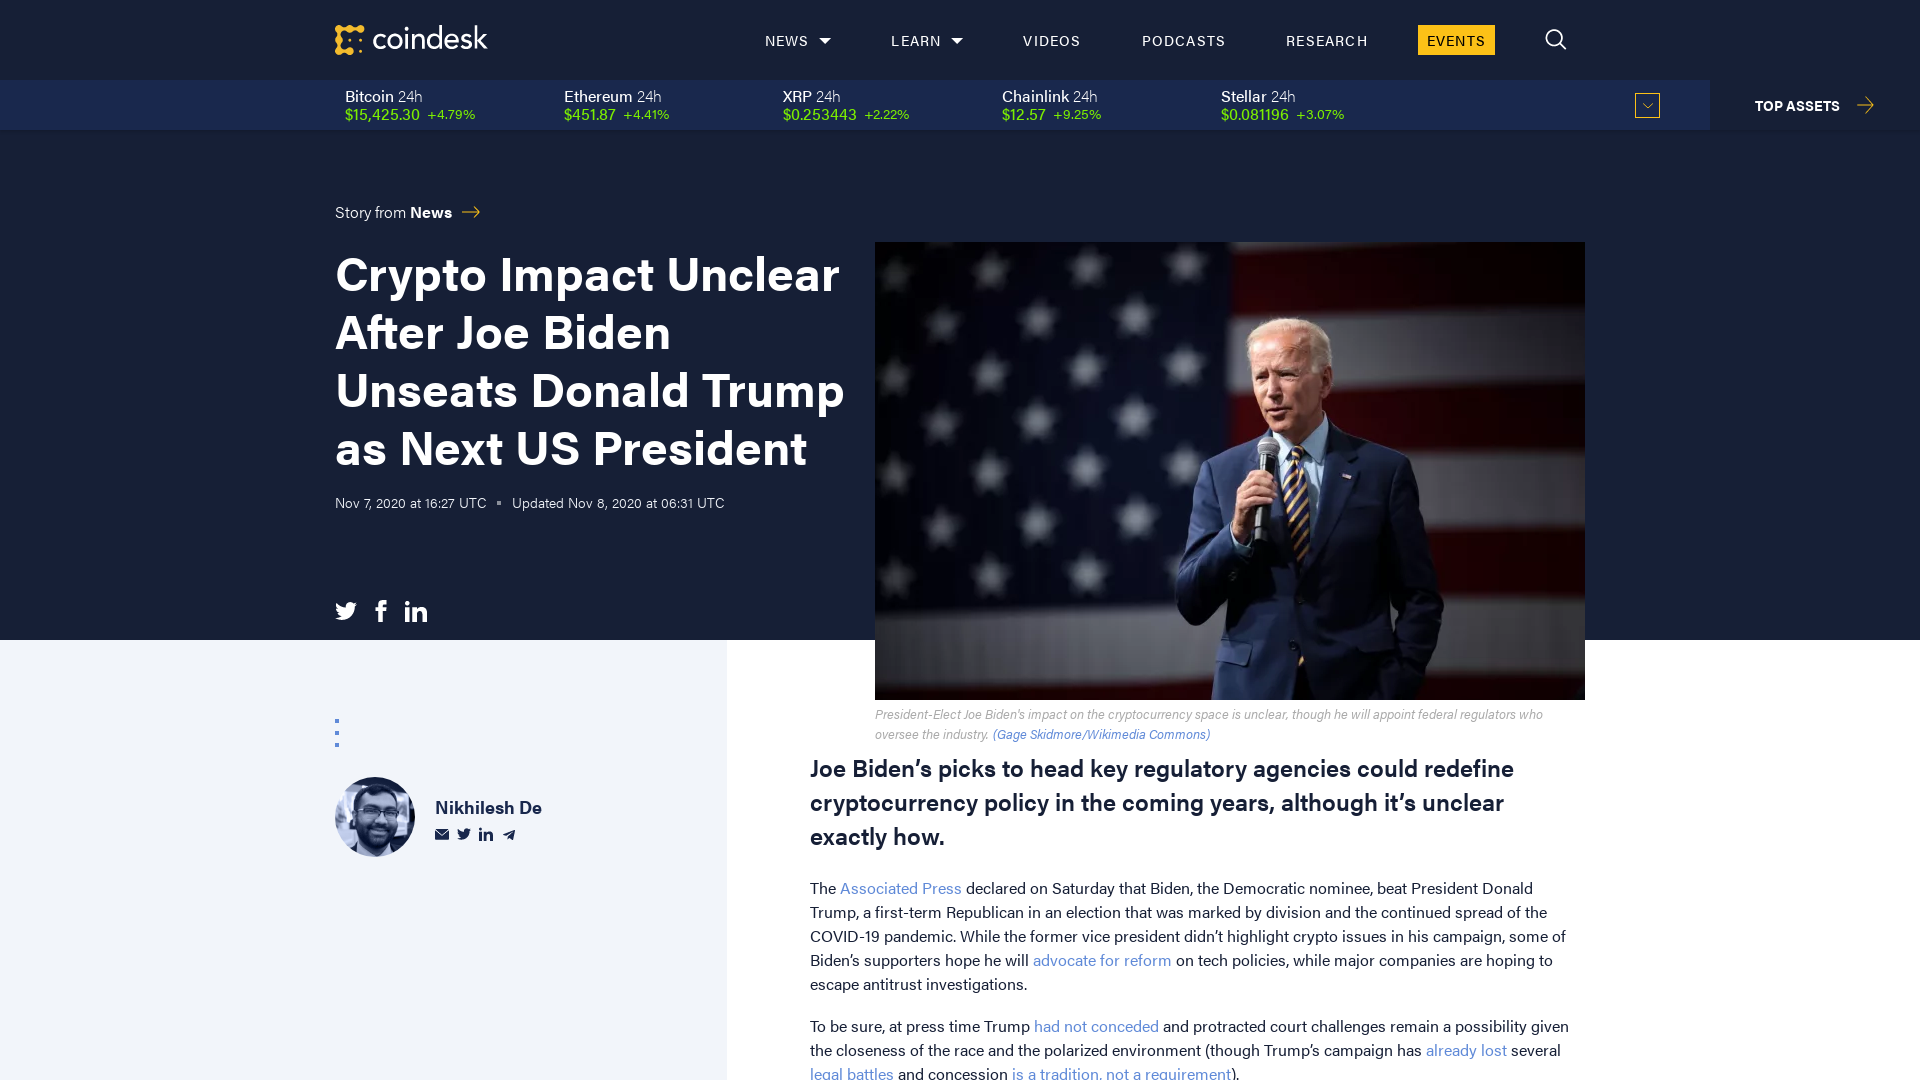 coindesk
NEWS
LEARN
VIDEOS
PODCASTS
RESEARCH
EVENTS
Bitcoin 24h
$15,425.30 +4.79%
Ethereum 24h
$451.87 +4.41%
XRP 24h
$0.253443 +2.22%
Chainlink 24h
$12.57 +9.25%
Stellar 24h
$0.081196 +3.07%
TOP ASSETS
Story from News
Crypto Impact Unclear
After Joe Biden
Unseats Donald Trump
as Next US President
Nov 7, 2020 at 16:27 UTC ▪ Updated Nov 8, 2020 at 06:31 UTC
President-Elect Joe Biden's impact on the cryptocurrency space is unclear, though he will appoint federal regulators who
oversee the industry. (Gage Skidmore/Wikimedia Commons)
Nikhilesh De
Joe Biden’s picks to head key regulatory agencies could redefine
cryptocurrency policy in the coming years, although it’s unclear
exactly how.
The Associated Press declared on Saturday that Biden, the Democratic nominee, beat President Donald
Trump, a first-term Republican in an election that was marked by division and the continued spread of the
COVID-19 pandemic. While the former vice president didn’t highlight crypto issues in his campaign, some of
Biden’s supporters hope he will advocate for reform on tech policies, while major companies are hoping to
escape antitrust investigations.
To be sure, at press time Trump had not conceded and protracted court challenges remain a possibility given
the closeness of the race and the polarized environment (though Trump’s campaign has already lost several
legal battles and concession is a tradition, not a requirement).